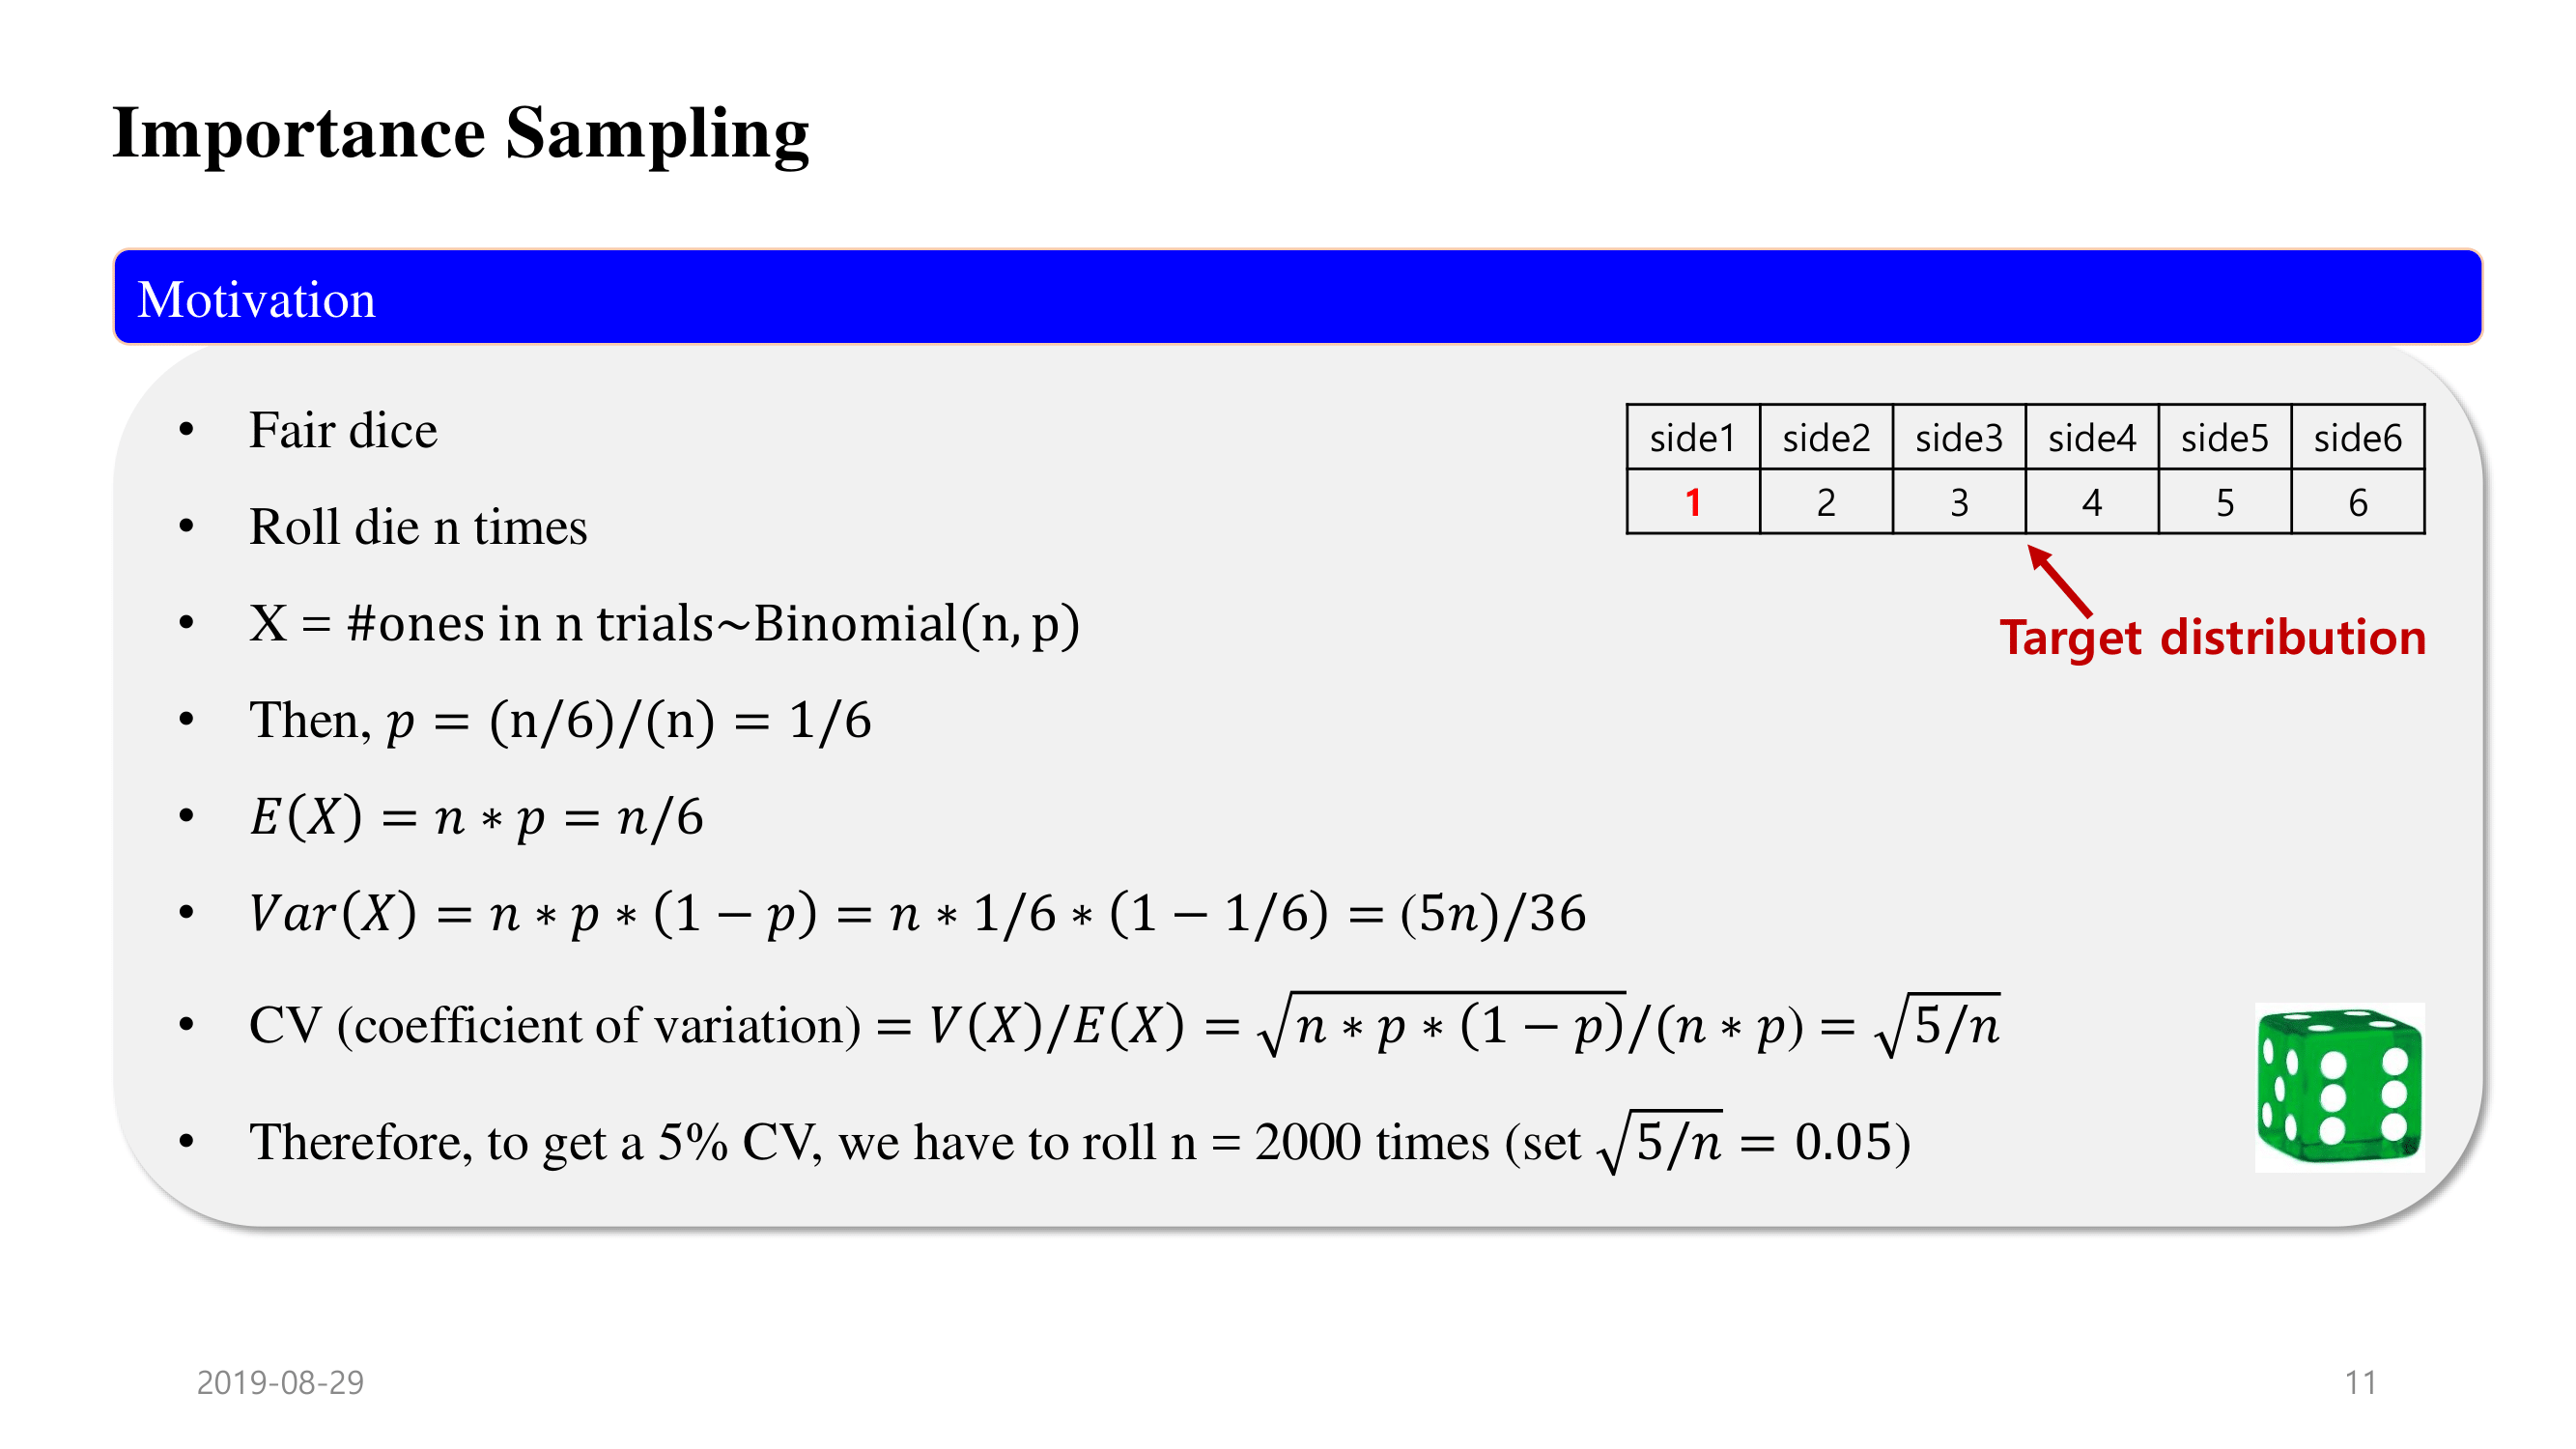 Importance Sampling
Motivation
• Fair dice
• Roll die n times
• X = #ones in n trials~Binomial(n, p)
• Then, p = (n/6)/(n) = 1/6
• E(X) = n ∗ p = n/6
• Var(X) = n ∗ p ∗ (1 − p) = n ∗ 1/6 ∗ (1 − 1/6) = (5n)/36
• CV (coefficient of variation) = V(X)/E(X) = √(n ∗ p ∗ (1 − p))/(n ∗ p) = √(5/n)
• Therefore, to get a 5% CV, we have to roll n = 2000 times (set √(5/n) = 0.05)
side1 side2 side3 side4 side5 side6
1 2 3 4 5 6
Target distribution
2019-08-29
11